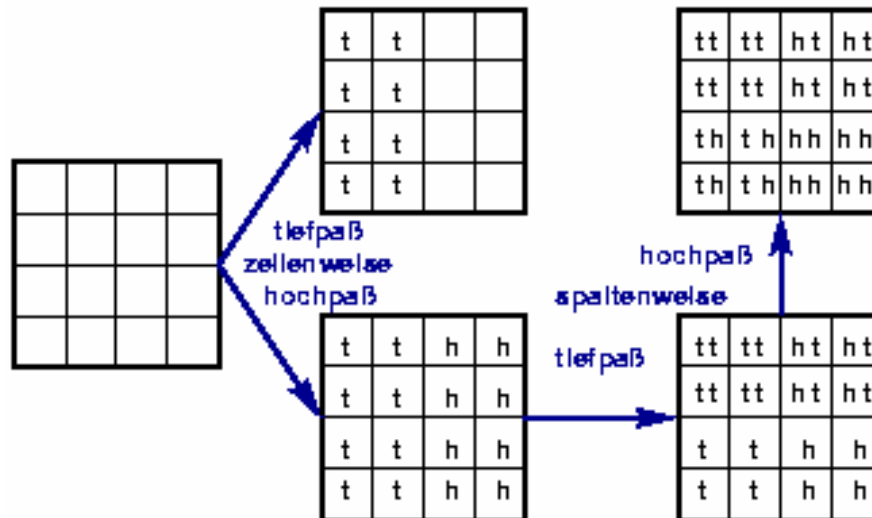 t t
t t
t t
t t
tiefpaß
zeilenweise
hochpaß
t t h h
t t h h
t t h h
t t h h
spaltenweise
tiefpaß
tt tt ht ht
tt tt ht ht
t t h h
t t h h
hochpaß
tt tt ht ht
tt tt ht ht
th th hh hh
th th hh hh